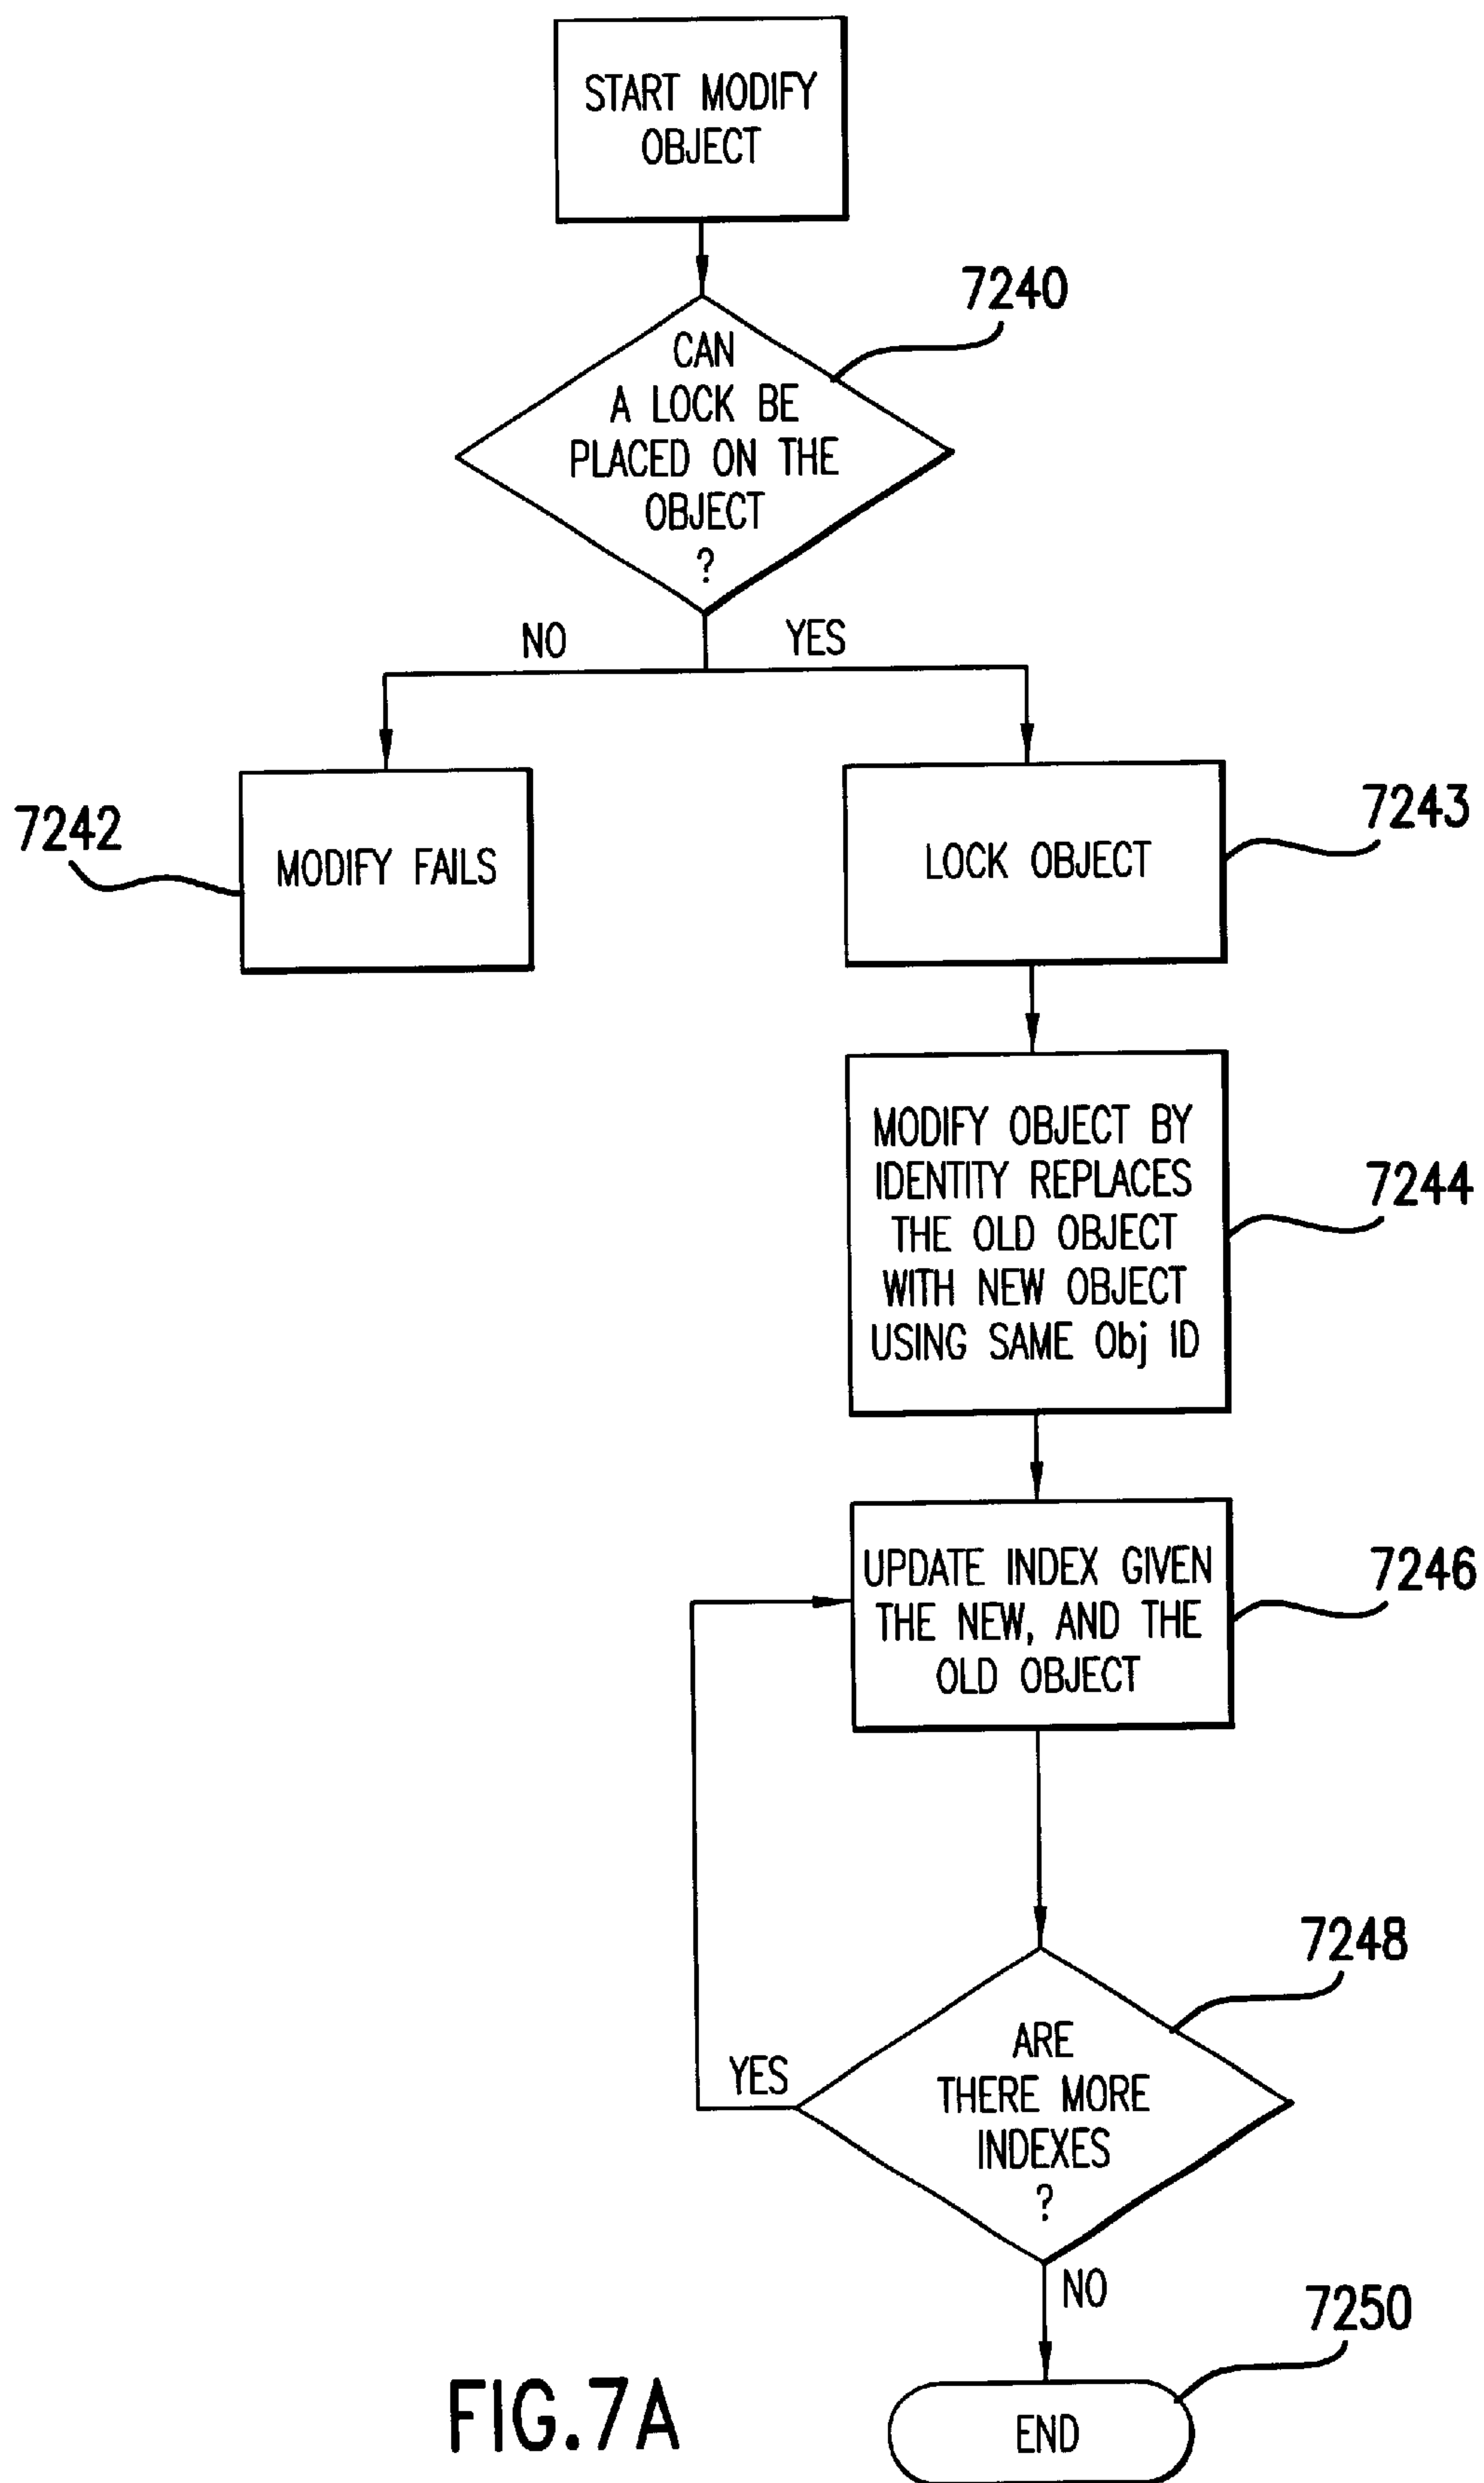 START MODIFY
OBJECT
7240
CAN
A LOCK BE
PLACED ON THE
OBJECT
?
NO
YES
7242
MODIFY FAILS
LOCK OBJECT
7243
MODIFY OBJECT BY
IDENTITY REPLACES
THE OLD OBJECT
WITH NEW OBJECT
USING SAME Obj ID
7244
UPDATE INDEX GIVEN
THE NEW, AND THE
OLD OBJECT
7246
7248
ARE
THERE MORE
INDEXES
?
YES
NO
7250
END
FIG.7A